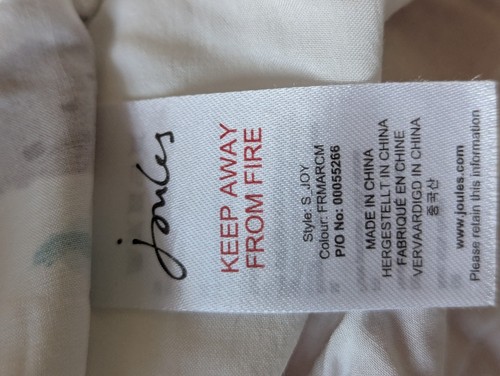 joules
KEEP AWAY
FROM FIRE
Style: S_JOY
Colour: FRMARCM
P/O No: 00055266
MADE IN CHINA
HERGESTELLT IN CHINA
FABRIQUÉ EN CHINE
VERVAARDIGD IN CHINA
중국산
www.joules.com
Please retain this information